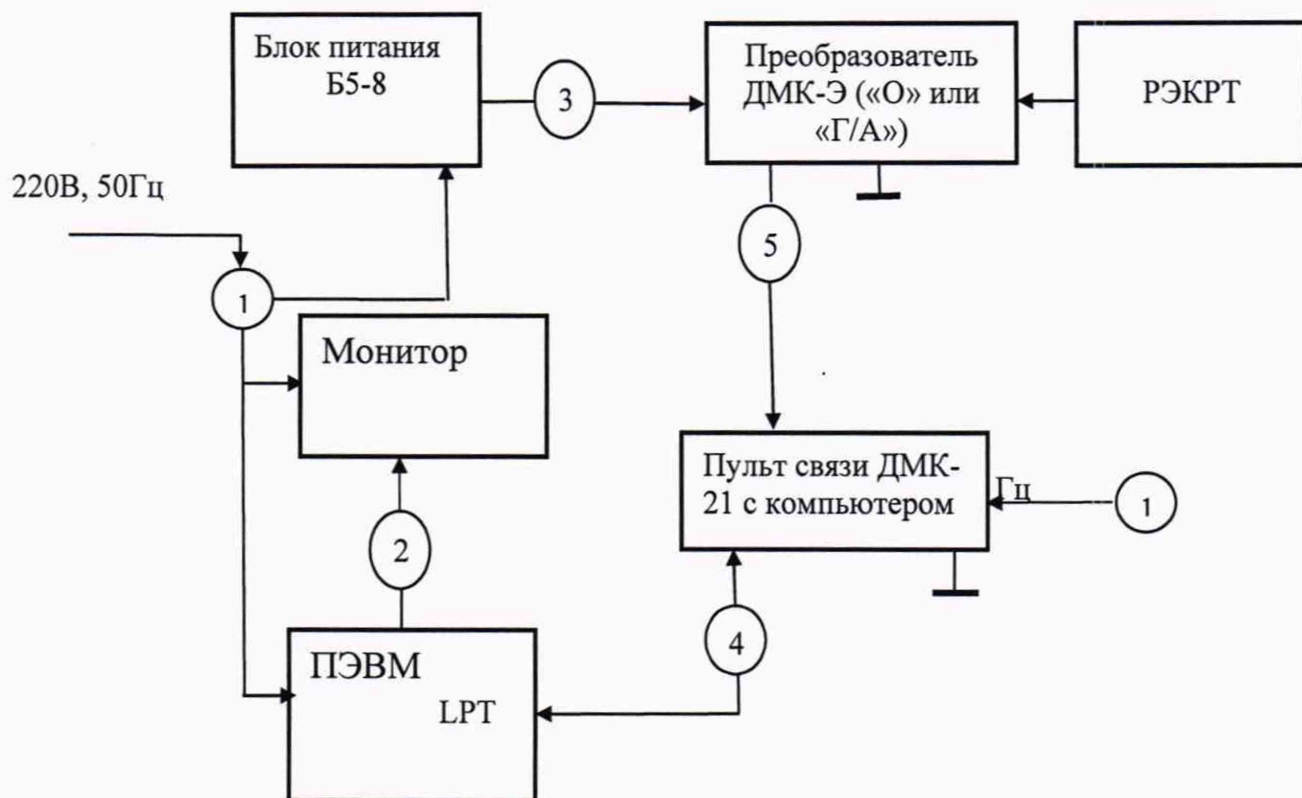 Блок питания
Б5-8
3
Преобразователь
ДМК-Э («О» или
«Г/А»)
РЭКРТ
220В, 50Гц
5
1
Монитор
Пульт связи ДМК-
21 с компьютером
Гц
1
2
4
ПЭВМ
LPT